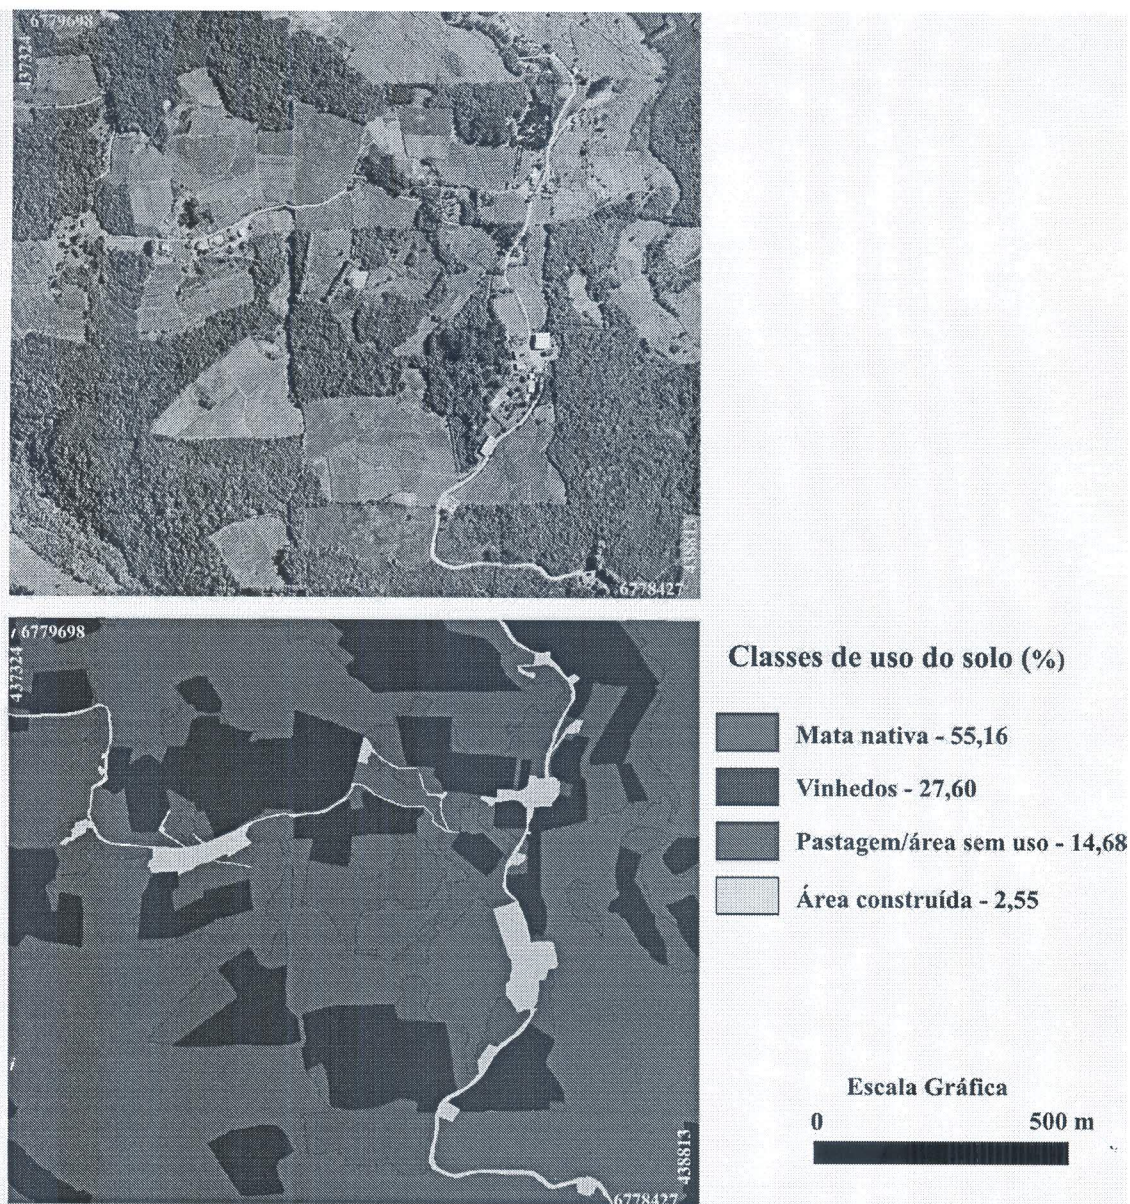 6779698
437324
438813
6778427
6779698
437324
438813
6778427
Classes de uso do solo (%)
Mata nativa - 55,16
Vinhedos - 27,60
Pastagem/área sem uso - 14,68
Área construída - 2,55
Escala Gráfica
0 500 m